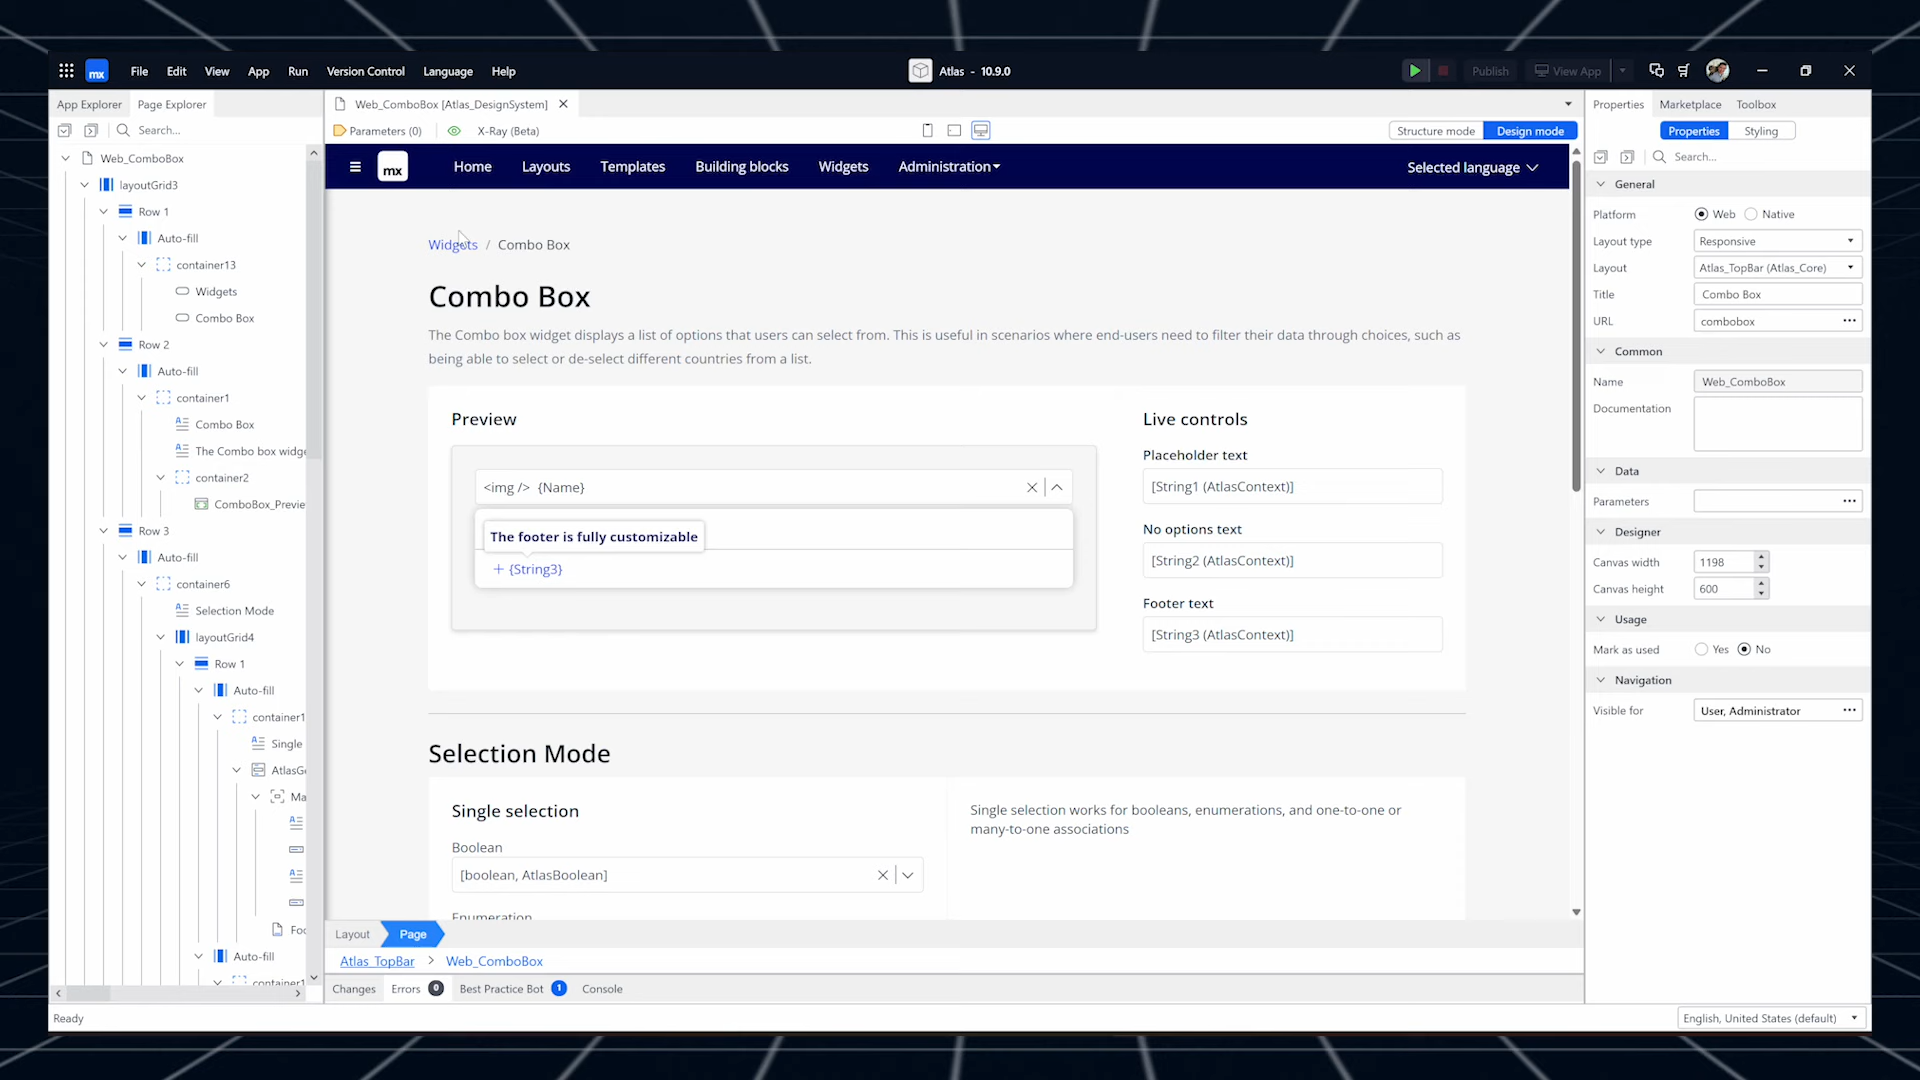 mx File Edit View App Run Version Control Language Help
Atlas - 10.9.0
Publish View App
App Explorer Page Explorer
Search...
Web_ComboBox
layoutGrid3
Row 1
Auto-fill
container13
Widgets
Combo Box
Row 2
Auto-fill
container1
Combo Box
The Combo box widge
container2
ComboBox_Previe
Row 3
Auto-fill
container6
Selection Mode
layoutGrid4
Row 1
Auto-fill
container1
Single
AtlasG
Ma
Foo
Auto-fill
container1
Web_ComboBox [Atlas_DesignSystem]
Parameters (0) X-Ray (Beta)
Structure mode Design mode
mx Home Layouts Templates Building blocks Widgets Administration Selected language
Widgets / Combo Box
Combo Box
The Combo box widget displays a list of options that users can select from. This is useful in scenarios where end-users need to filter their data through choices, such as
being able to select or de-select different countries from a list.
Preview
<img /> {Name}
The footer is fully customizable
+ {String3}
Live controls
Placeholder text
[String1 (AtlasContext)]
No options text
[String2 (AtlasContext)]
Footer text
[String3 (AtlasContext)]
Selection Mode
Single selection
Boolean
[boolean, AtlasBoolean]
Enumeration
Single selection works for booleans, enumerations, and one-to-one or
many-to-one associations
Layout Page
Atlas_TopBar > Web_ComboBox
Changes Errors 0 Best Practice Bot 1 Console
Properties Marketplace Toolbox
Properties Styling
Search...
General
Platform Web Native
Layout type Responsive
Layout Atlas_TopBar (Atlas_Core)
Title Combo Box
URL combobox ...
Common
Name Web_ComboBox
Documentation
Data
Parameters ...
Designer
Canvas width 1198
Canvas height 600
Usage
Mark as used Yes No
Navigation
Visible for User, Administrator ...
Ready
English, United States (default)